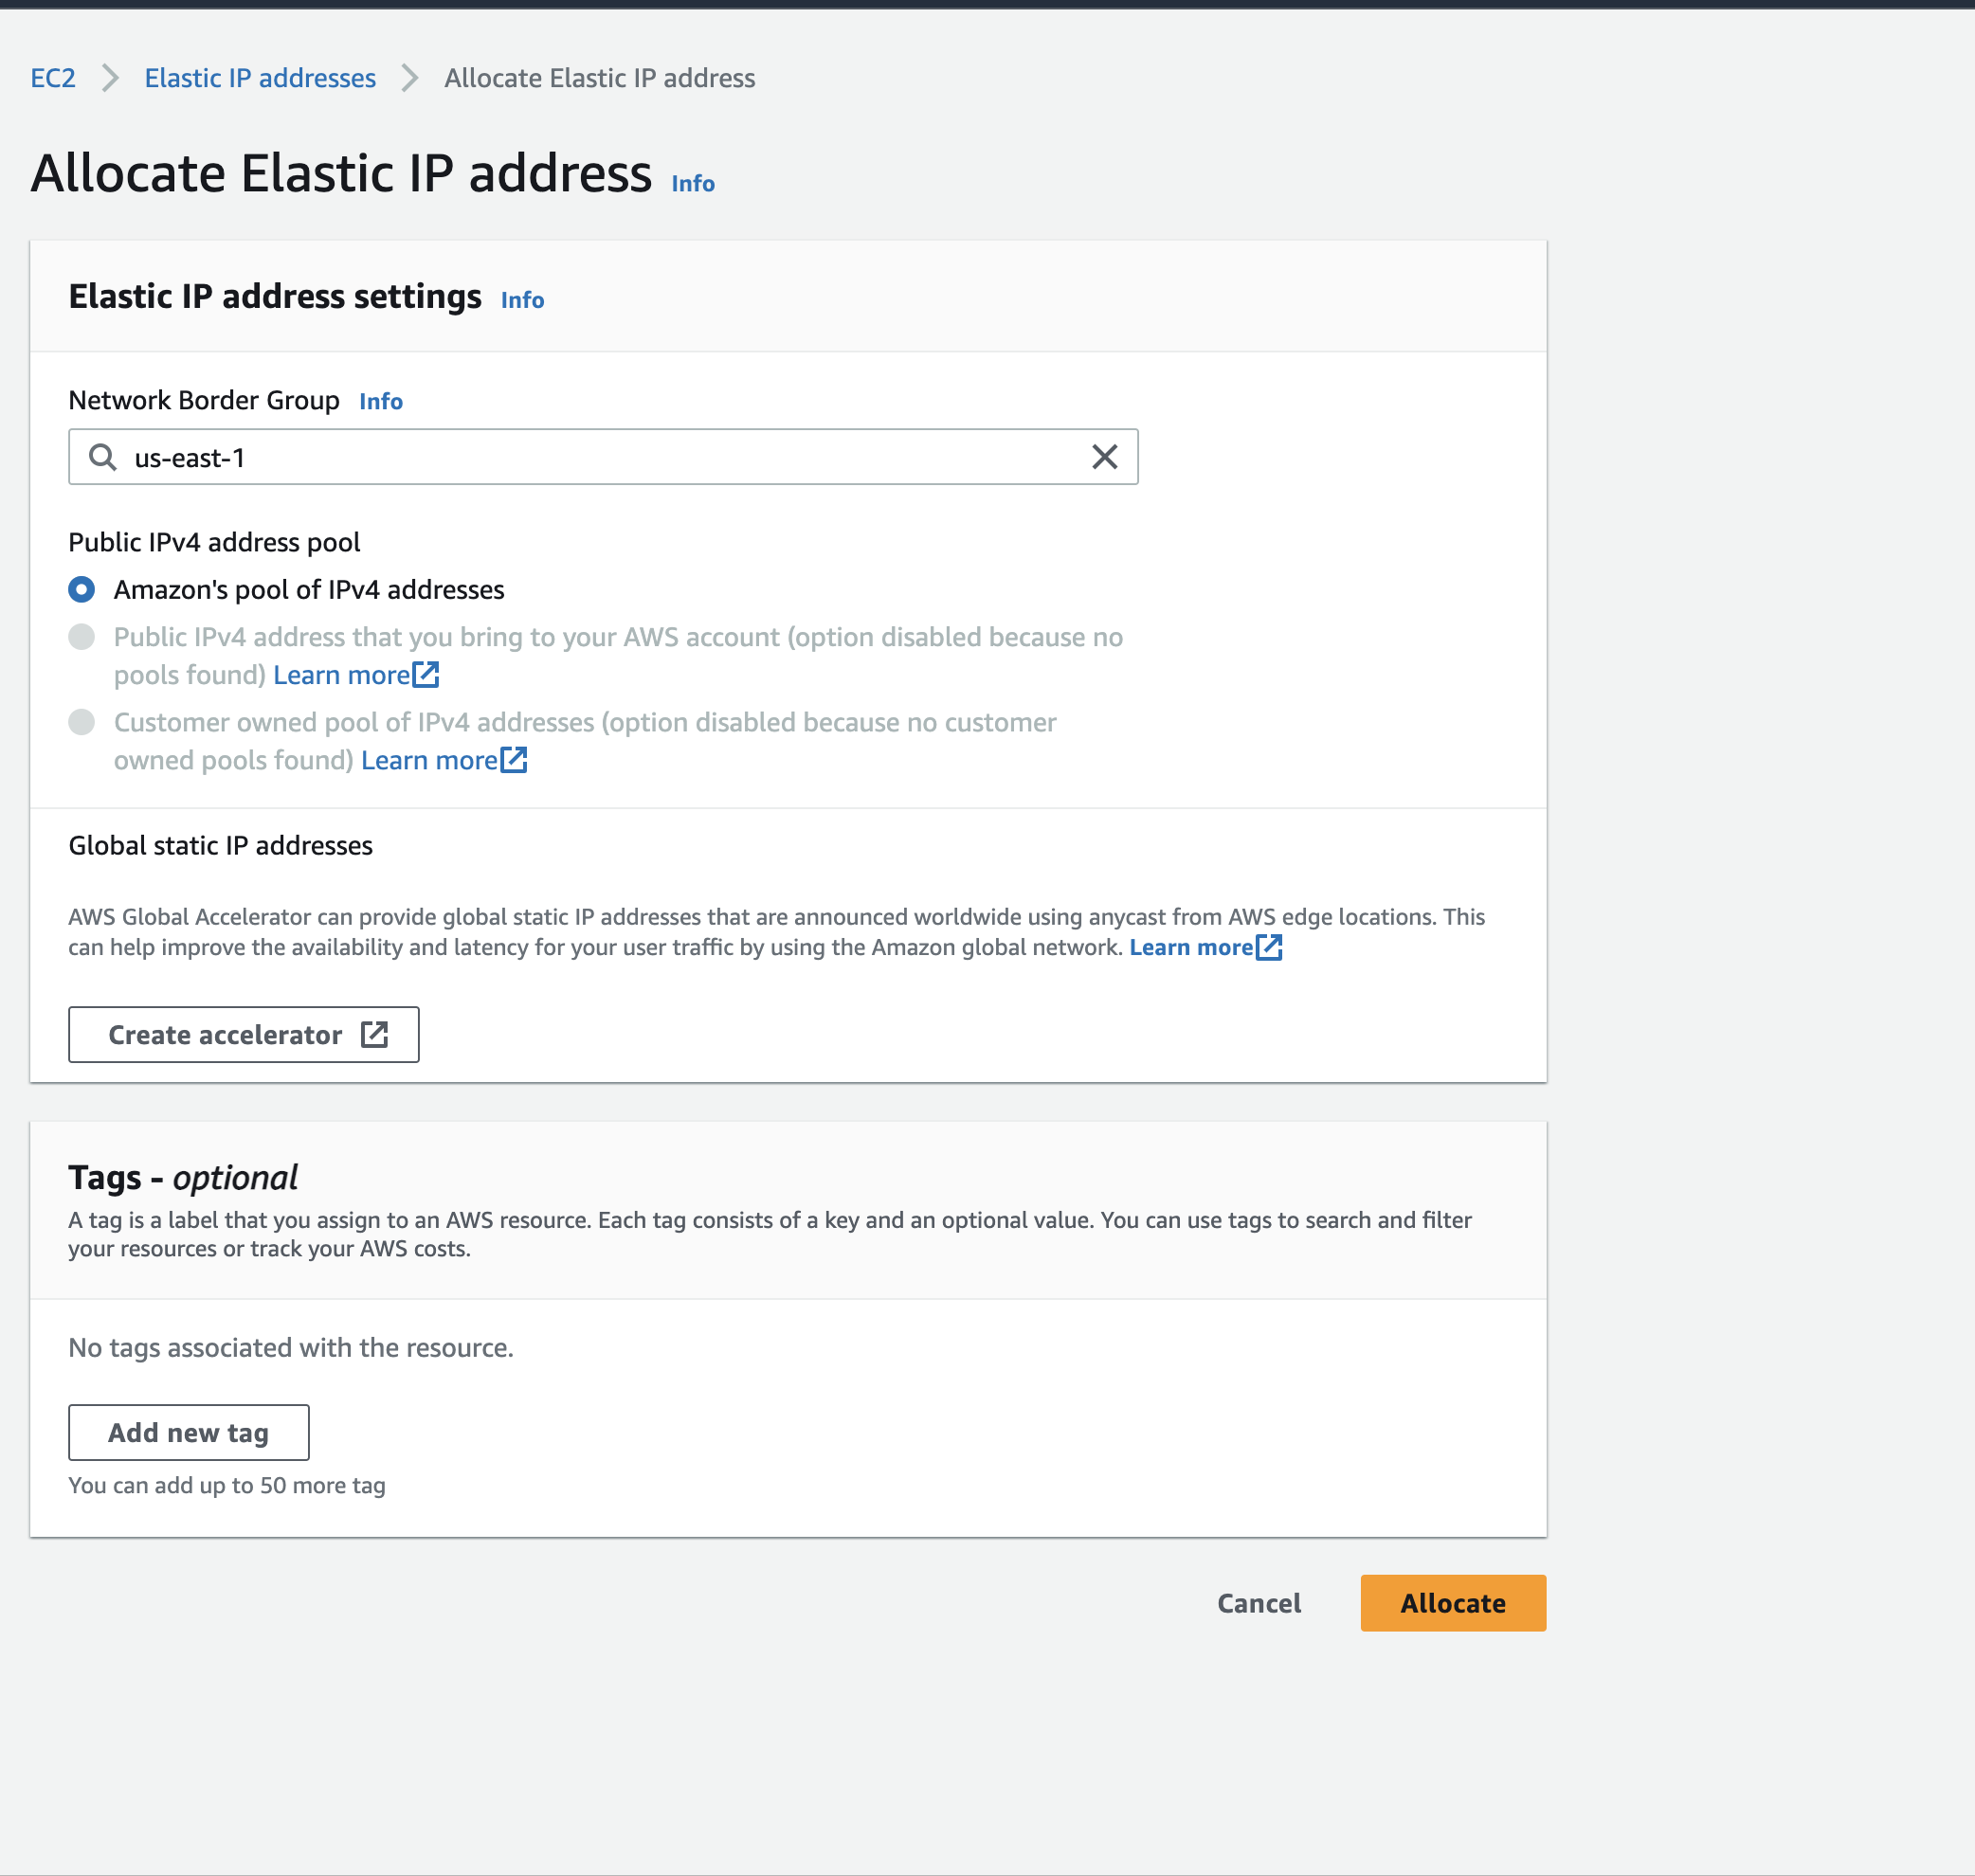 EC2 > Elastic IP addresses > Allocate Elastic IP address
Allocate Elastic IP address Info
Elastic IP address settings Info
Network Border Group Info
us-east-1
Public IPv4 address pool
Amazon's pool of IPv4 addresses
Public IPv4 address that you bring to your AWS account (option disabled because no
pools found) Learn more
Customer owned pool of IPv4 addresses (option disabled because no customer
owned pools found) Learn more
Global static IP addresses
AWS Global Accelerator can provide global static IP addresses that are announced worldwide using anycast from AWS edge locations. This
can help improve the availability and latency for your user traffic by using the Amazon global network. Learn more
Create accelerator
Tags - optional
A tag is a label that you assign to an AWS resource. Each tag consists of a key and an optional value. You can use tags to search and filter
your resources or track your AWS costs.
No tags associated with the resource.
Add new tag
You can add up to 50 more tag
Cancel Allocate